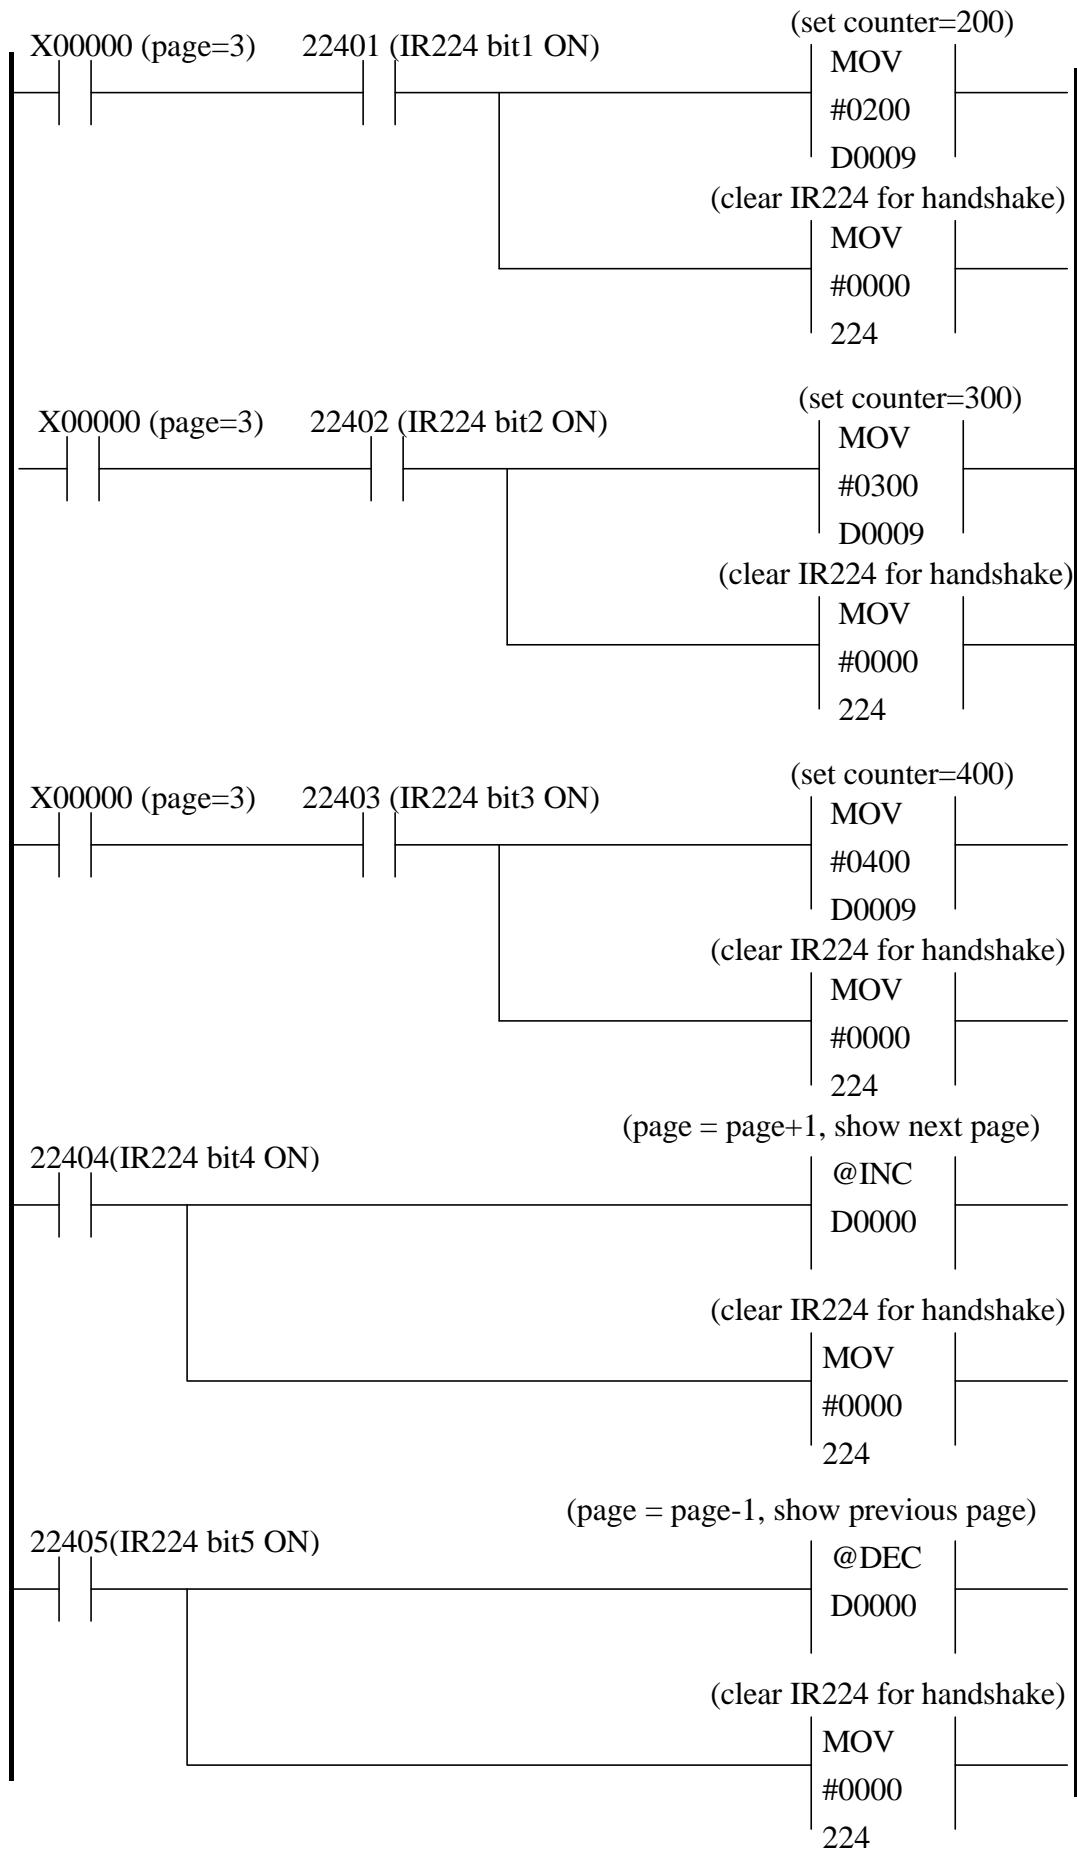 (set counter=200)
X00000 (page=3) 22401 (IR224 bit1 ON)
MOV
#0200
D0009
(clear IR224 for handshake)
MOV
#0000
224
(set counter=300)
X00000 (page=3) 22402 (IR224 bit2 ON)
MOV
#0300
D0009
(clear IR224 for handshake)
MOV
#0000
224
(set counter=400)
X00000 (page=3) 22403 (IR224 bit3 ON)
MOV
#0400
D0009
(clear IR224 for handshake)
MOV
#0000
224
(page = page+1, show next page)
22404(IR224 bit4 ON)
@INC
D0000
(clear IR224 for handshake)
MOV
#0000
224
(page = page-1, show previous page)
22405(IR224 bit5 ON)
@DEC
D0000
(clear IR224 for handshake)
MOV
#0000
224